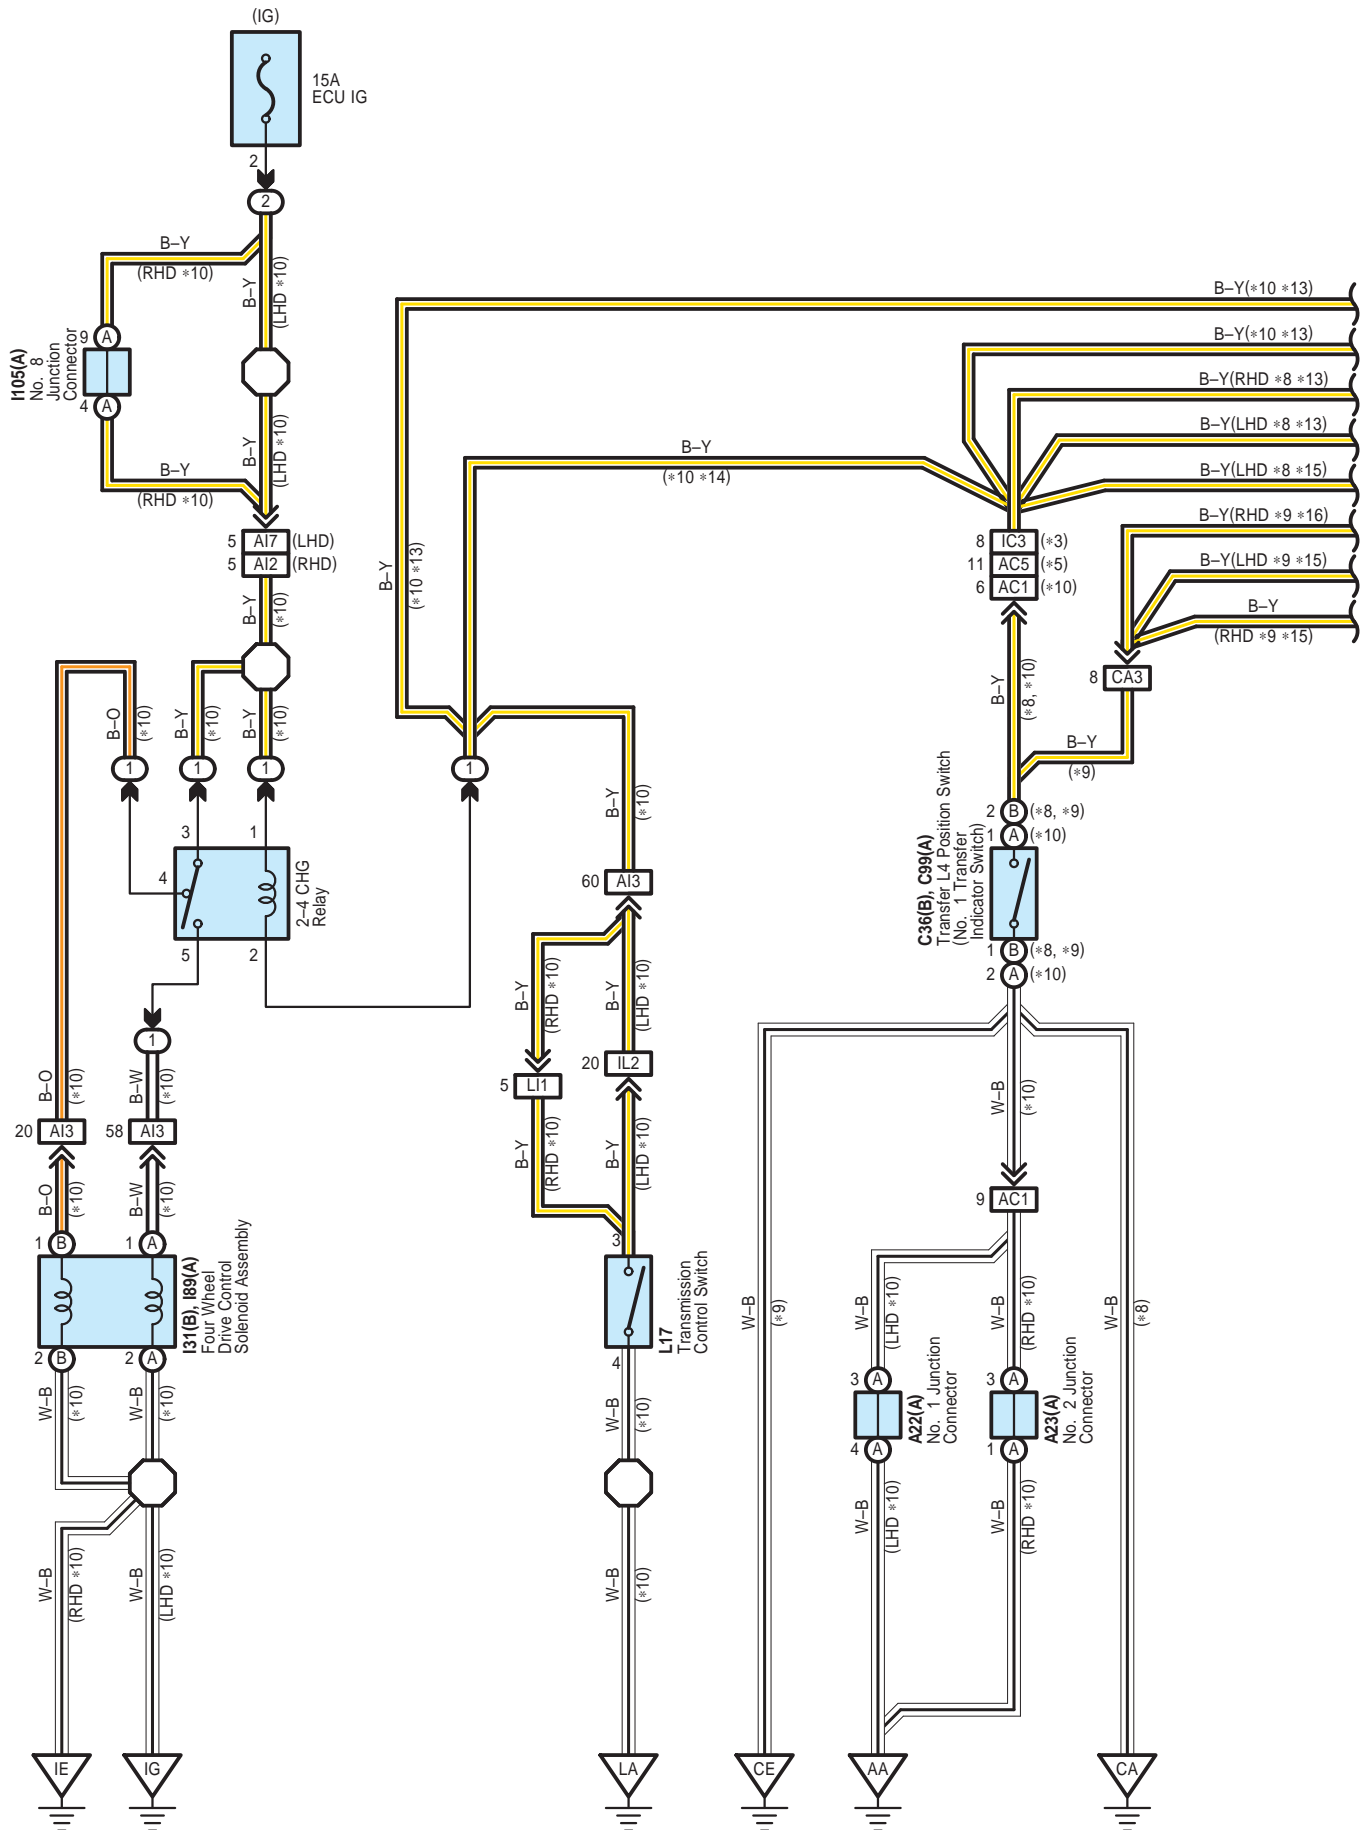 (IG)
15A
ECU IG
2
2
B–Y
(RHD *10)
B–Y
(LHD *10)
9
A
I105(A)
No. 8
Junction
Connector
4
A
B–Y
(LHD *10)
B–Y
(RHD *10)
5 AI7 (LHD)
5 AI2 (RHD)
B–Y
(*10)
B–O
(*10)
B–Y
(*10)
B–Y
(*10)
1
1
1
1
3
1
4
5
2
2–4 CHG
Relay
1
B–O
(*10)
B–W
(*10)
20 AI3
58 AI3
B–O
(*10)
B–W
(*10)
1 B
1 A
I31(B), I89(A)
Four Wheel
Drive Control
Solenoid Assembly
2 B
2 A
W–B
(*10)
W–B
(*10)
W–B
(RHD *10)
W–B
(LHD *10)
IE
IG
B–Y
(*10 *13)
B–Y
(*10 *14)
B–Y
(*10)
60 AI3
B–Y
(RHD *10)
B–Y
(LHD *10)
5 LI1
20 IL2
B–Y
(RHD *10)
B–Y
(LHD *10)
3
L17
Transmission
Control Switch
4
W–B
(*10)
W–B
(*10)
LA
B–Y(*10 *13)
B–Y(*10 *13)
B–Y(RHD *8 *13)
B–Y(LHD *8 *13)
B–Y(LHD *8 *15)
B–Y(RHD *9 *16)
B–Y(LHD *9 *15)
B–Y
(RHD *9 *15)
8 IC3 (*3)
11 AC5 (*5)
6 AC1 (*10)
8 CA3
B–Y
(*8, *10)
B–Y
(*9)
2 B (*8, *9)
1 A (*10)
C36(B), C99(A)
Transfer L4 Position Switch
(No. 1 Transfer
Indicator Switch)
1 B (*8, *9)
2 A (*10)
W–B
(*10)
9 AC1
W–B
(*9)
W–B
(LHD *10)
W–B
(RHD *10)
W–B
(*8)
3 A
3 A
A22(A)
No. 1 Junction
Connector
A23(A)
No. 2 Junction
Connector
4 A
1 A
W–B
(LHD *10)
W–B
(RHD *10)
CE
AA
CA